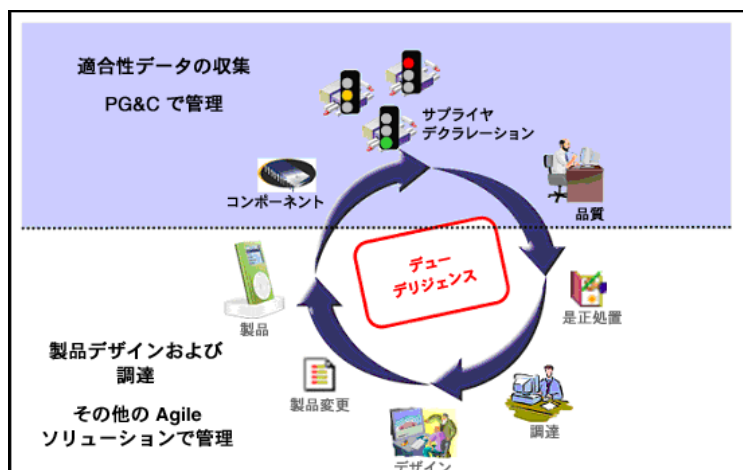 適合性データの収集
PG&C で管理
サプライヤ
デクラレーション
コンポーネント
品質
デュー
デリジェンス
製品
是正処置
製品デザインおよび
調達
製品変更
調達
その他の Agile
ソリューションで管理
デザイン